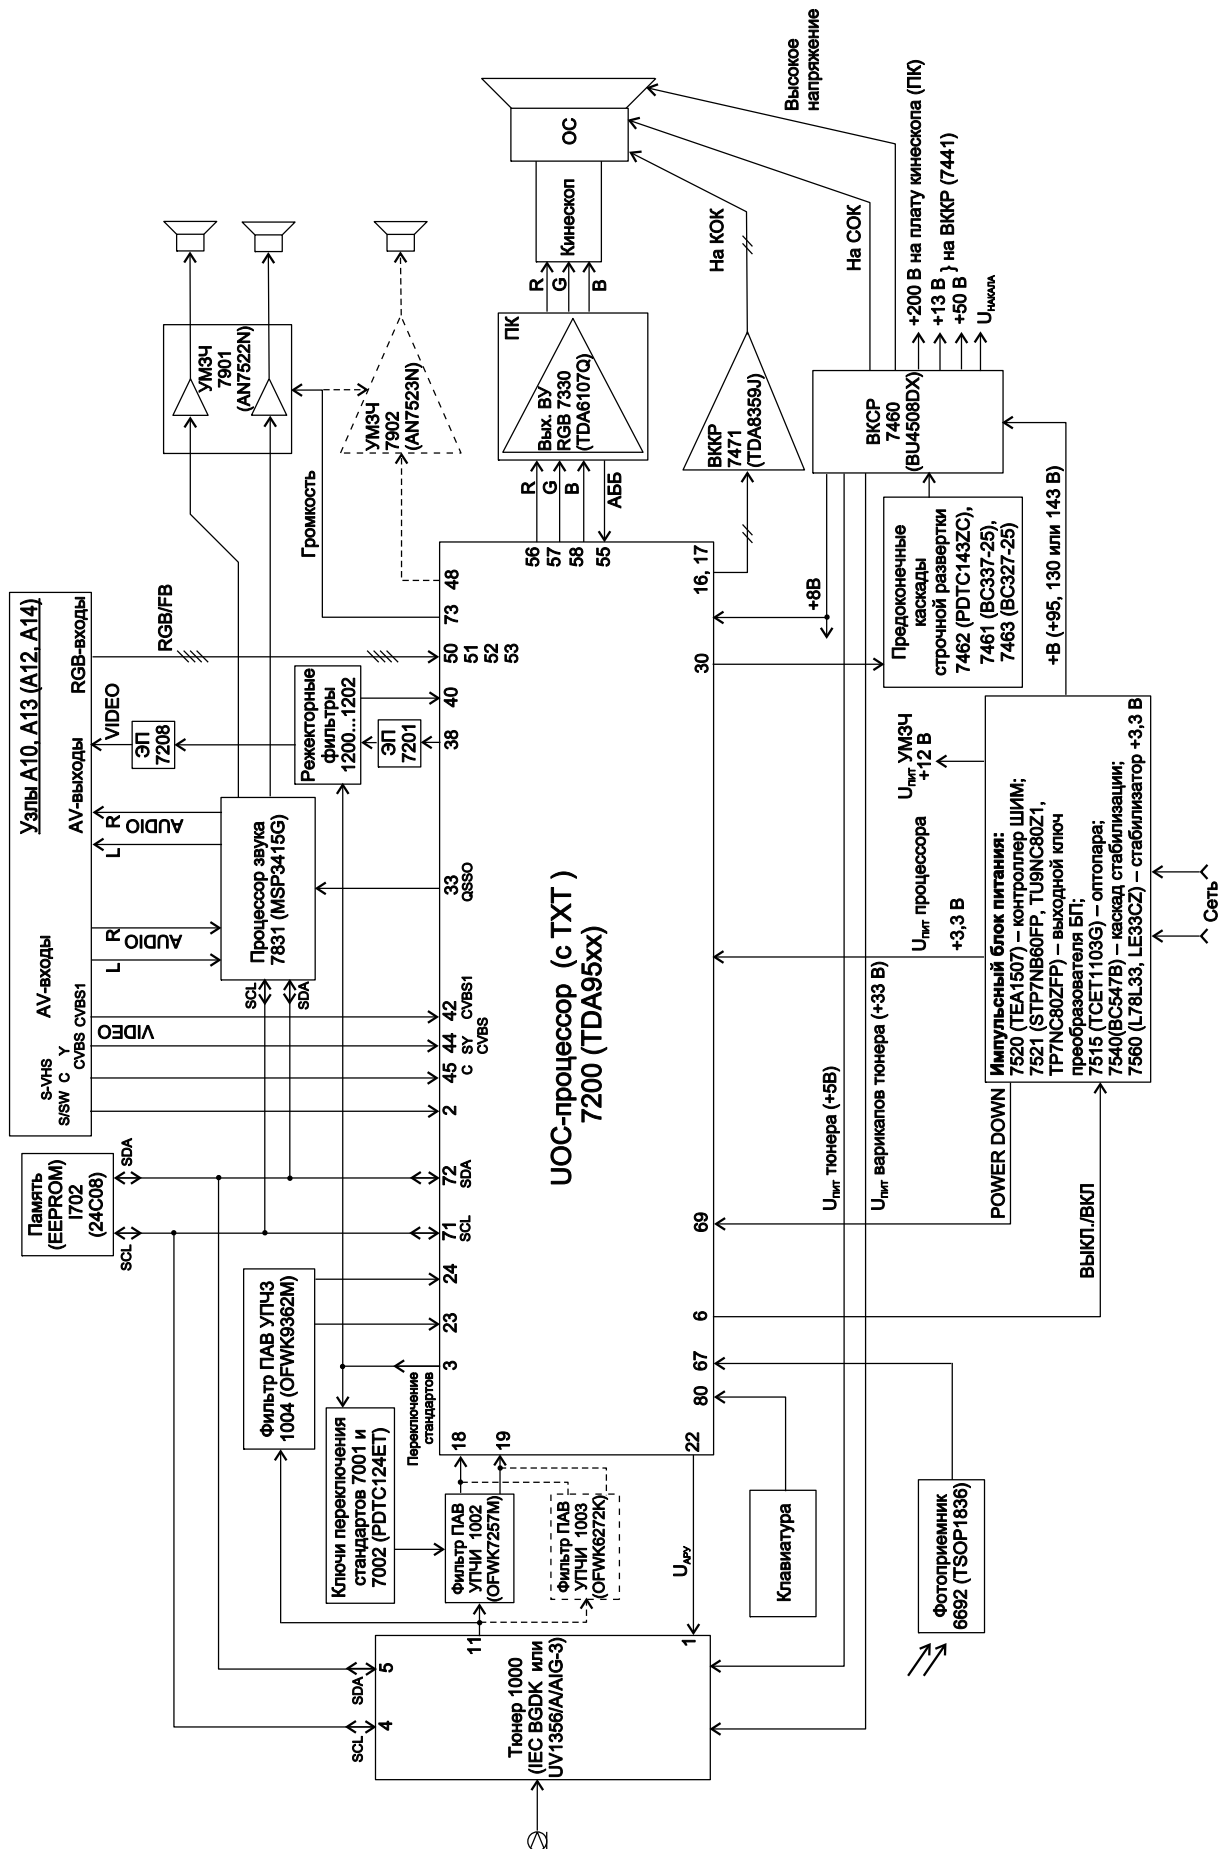 Узлы А10, А13 (А12, А14)
AV-входы
AV-выходы
RGB-входы
S-VHS
S/SW
C
Y
CVBS
CVBS1
VIDEO
L
AUDIO
R
L
AUDIO
R
VIDEO
RGB/FB
Память
(EEPROM)
I702
(24C08)
SCL
SDA
Процессор звука
7831 (MSP3415G)
SCL
SDA
ЭП
7208
УМЗЧ
7901
(AN7522N)
УМЗЧ
7902
(AN7523N)
Громкость
Фильтр ПАВ УПЧЗ
1004 (OFWK9362M)
Режекторные
фильтры
1200...1202
ЭП
7201
Ключи переключения
стандартов 7001 и
7002 (PDTC124ET)
Переключение
стандартов
Фильтр ПАВ
УПЧИ 1002
(OFWK7257M)
Фильтр ПАВ
УПЧИ 1003
(OFWK6272K)
SCL
SDA
4
5
11
1
Тюнер 1000
(IEC BGDK или
UV1356/A/AIG-3)
UАРУ
18
19
22
3
23
24
71
SCL
72
SDA
2
45
C
44
SY
CVBS
42
CVBS1
33
QSSO
38
40
50
51
52
53
73
48
UOC-процессор (с TXT )
7200 (TDA95xx)
56
57
58
55
R
G
B
АББ
16, 17
30
69
6
67
80
ПК
Вых. ВУ
RGB 7330
(TDA6107Q)
R
G
B
Кинескоп
ОС
ВККР
7471
(TDA8359J)
На КОК
На СОК
Высокое
напряжение
ВКСР
7460
(BU4508DX)
+200 В на плату кинескопа (ПК)
+13 В } на ВККР (7441)
+50 В
UНАКАЛА
+8В
Предоконечные
каскады
строчной развертки
7462 (PDTC143ZC),
7461 (BC337-25),
7463 (BC327-25)
+В (+95, 130 или 143 В)
Uпит УМЗЧ
+12 В
Uпит процессора
+3,3 В
Uпит тюнера (+5В)
Uпит варикапов тюнера (+33 В)
POWER DOWN
ВЫКЛ./ВКЛ
Импульсный блок питания:
7520 (TEA1507) – контроллер ШИМ;
7521 (STP7NB60FP, TU9NC80Z1,
TP7NC80ZFP) – выходной ключ
преобразователя БП;
7515 (TCET1103G) – оптопара;
7540(BC547B) – каскад стабилизации;
7560 (L78L33, LE33CZ) – стабилизатор +3,3 В
Сеть
Клавиатура
Фотоприемник
6692 (TSOP1836)